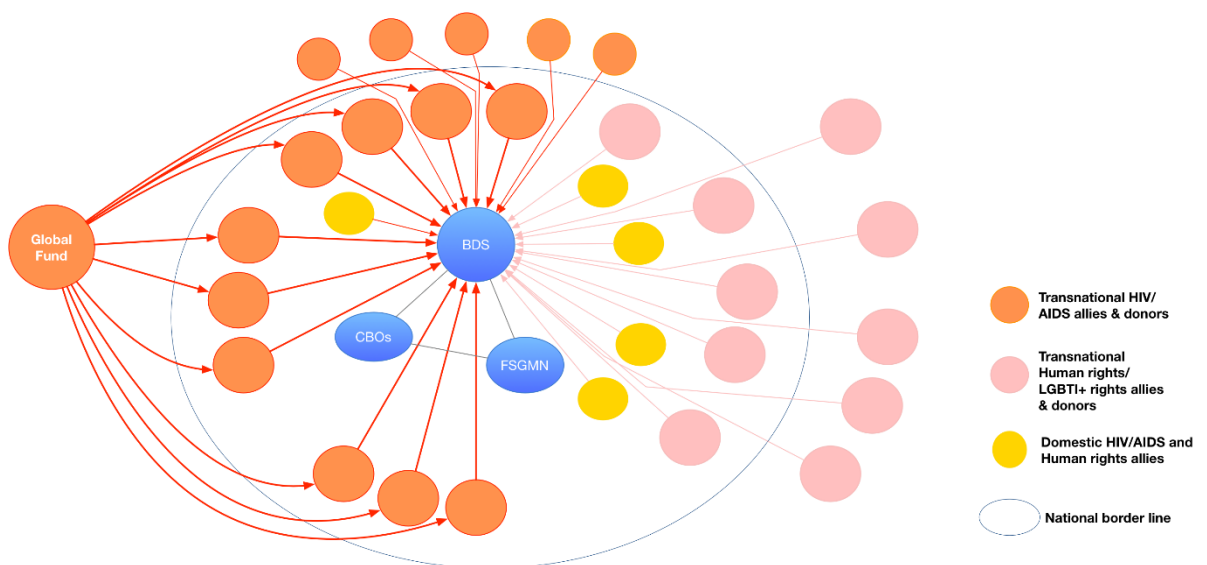 Global
Fund
BDS
CBOs
FSGMN
Transnational HIV/
AIDS allies & donors
Transnational
Human rights/
LGBTI+ rights allies
& donors
Domestic HIV/AIDS and
Human rights allies
National border line